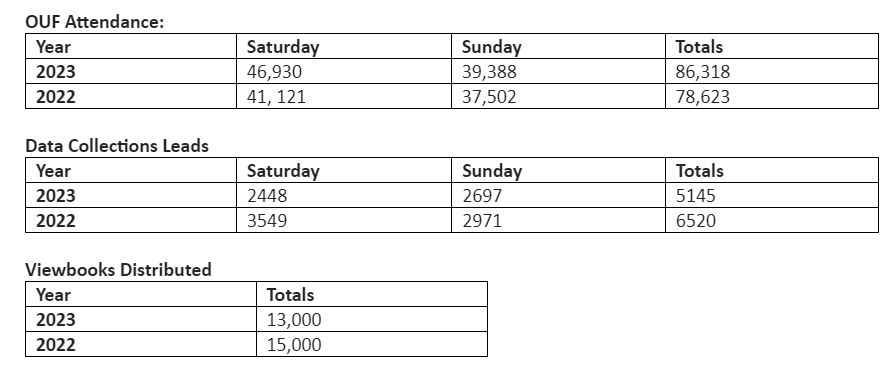 OUF Attendance:
Year Saturday Sunday Totals
2023 46,930 39,388 86,318
2022 41, 121 37,502 78,623
Data Collections Leads
Year Saturday Sunday Totals
2023 2448 2697 5145
2022 3549 2971 6520
Viewbooks Distributed
Year Totals
2023 13,000
2022 15,000